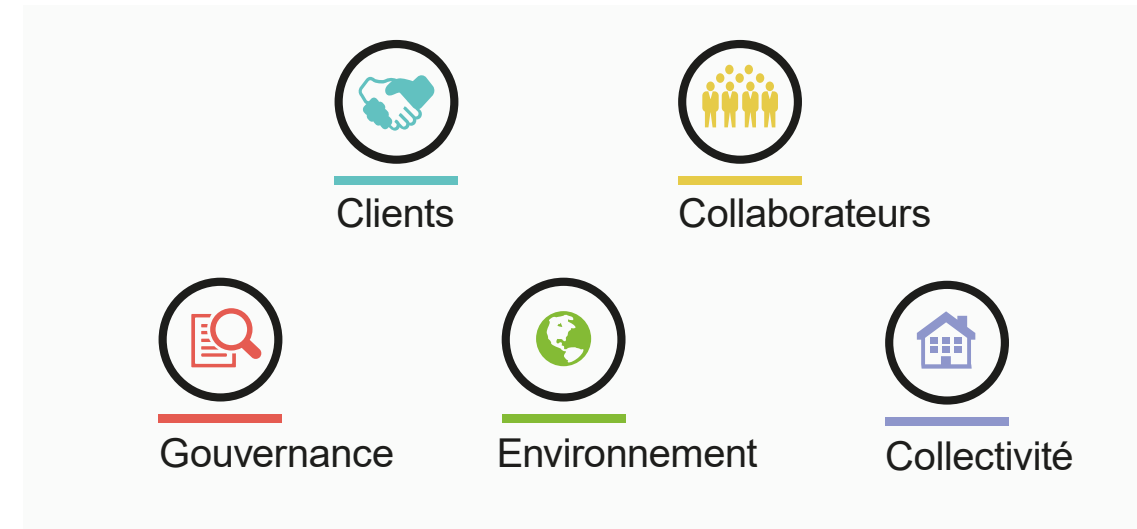 Clients
Collaborateurs
Gouvernance
Environnement
Collectivité